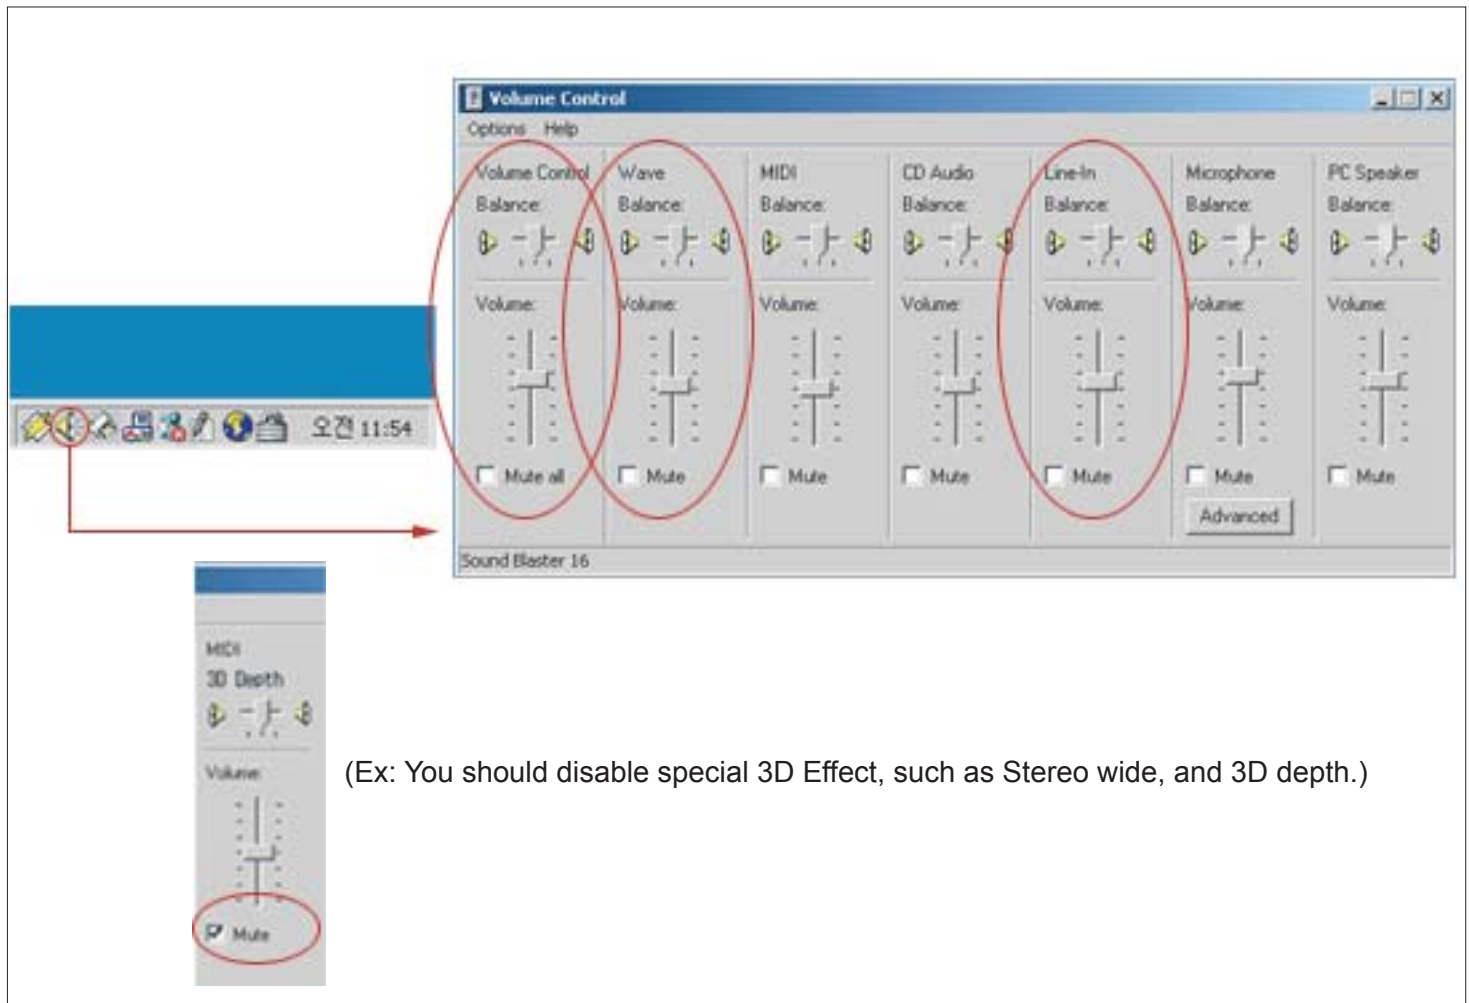 Volume Control
Options Help
Volume Control Wave MIDI CD Audio Line-In Microphone PC Speaker
Balance: Balance: Balance: Balance: Balance: Balance: Balance:
Volume: Volume: Volume: Volume: Volume: Volume: Volume:
오전 11:54
Mute all Mute Mute Mute Mute Mute Mute
Advanced
Sound Blaster 16
MIDI
3D Depth
Volume:
(Ex: You should disable special 3D Effect, such as Stereo wide, and 3D depth.)
Mute